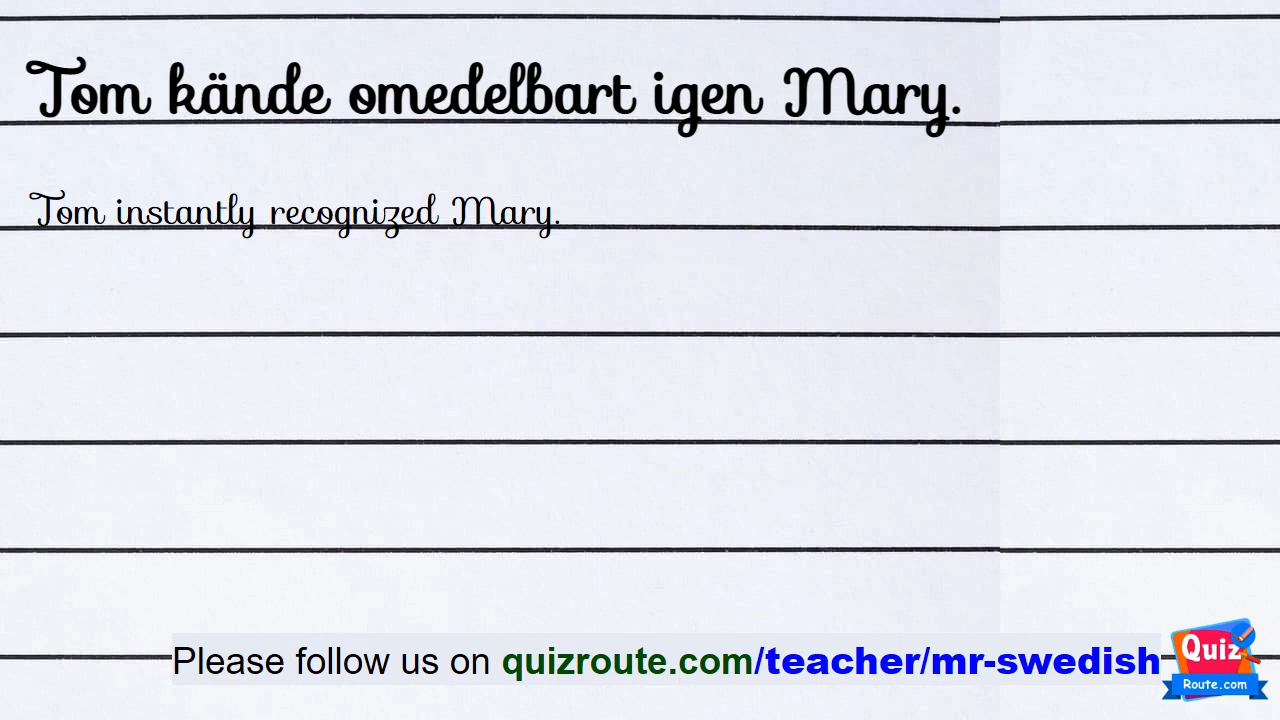 Tom kände omedelbart igen Mary.
Tom instantly recognized Mary.
Please follow us on quizroute.com/teacher/mr-swedish
Quiz
Route.com